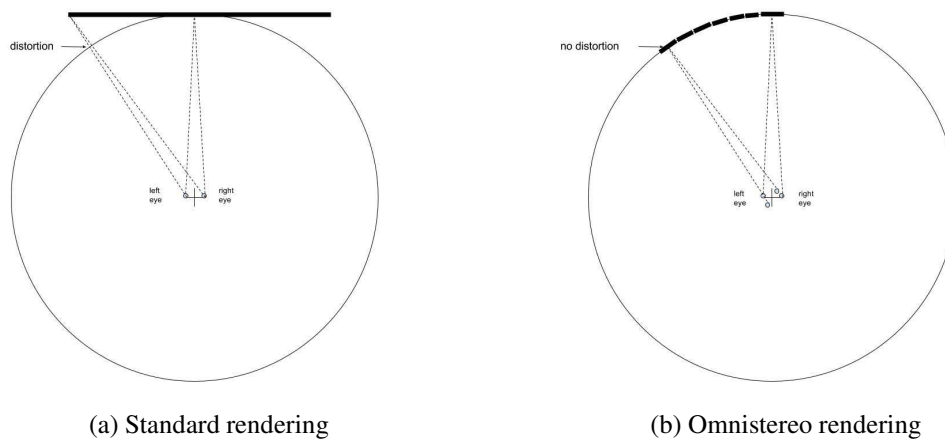 distortion
left
eye
right
eye
(a) Standard rendering
no distortion
left
eye
right
eye
(b) Omnistereo rendering